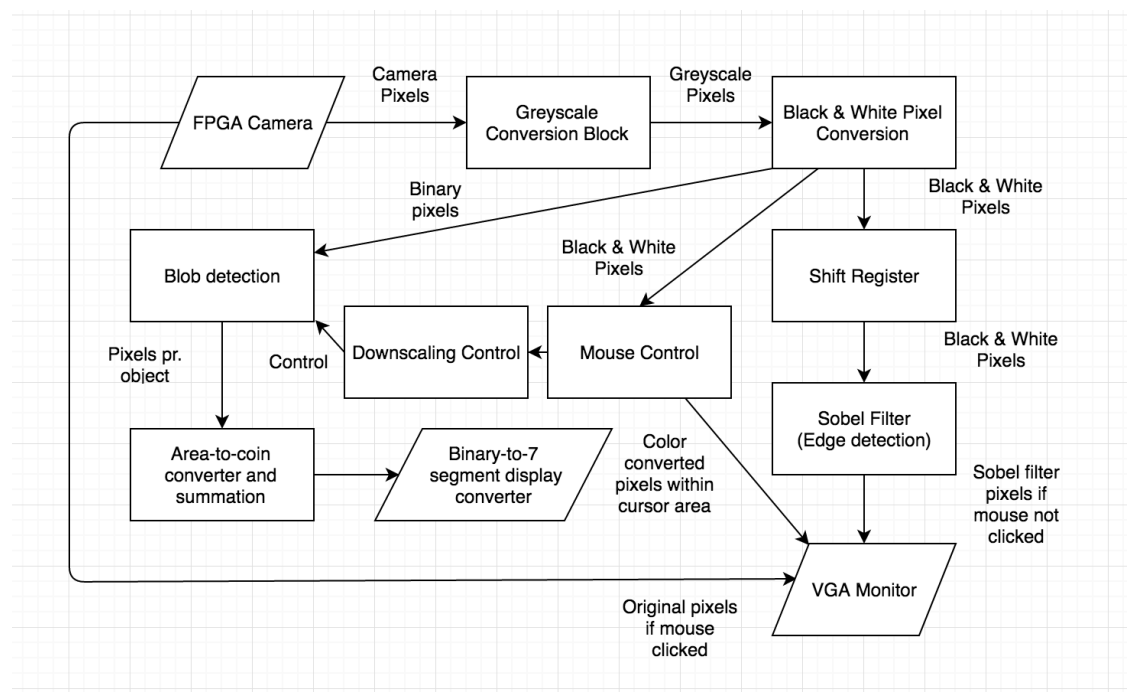 Camera
Pixels
Greyscale
Pixels
FPGA Camera
Greyscale
Conversion Block
Black & White Pixel
Conversion
Binary
pixels
Black & White
Pixels
Black & White
Pixels
Blob detection
Shift Register
Pixels pr.
object
Control
Downscaling Control
Mouse Control
Black & White
Pixels
Sobel Filter
(Edge detection)
Area-to-coin
converter and
summation
Binary-to-7
segment display
converter
Color
converted
pixels within
cursor area
Sobel filter
pixels if
mouse not
clicked
VGA Monitor
Original pixels
if mouse
clicked